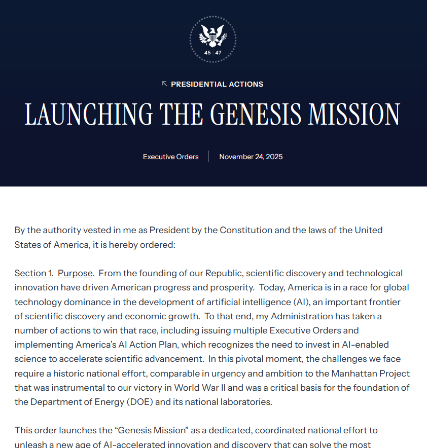 45 · 47
PRESIDENTIAL ACTIONS
LAUNCHING THE GENESIS MISSION
Executive Orders
November 24, 2025
By the authority vested in me as President by the Constitution and the laws of the United
States of America, it is hereby ordered:
Section 1. Purpose. From the founding of our Republic, scientific discovery and technological
innovation have driven American progress and prosperity. Today, America is in a race for global
technology dominance in the development of artificial intelligence (AI), an important frontier
of scientific discovery and economic growth. To that end, my Administration has taken a
number of actions to win that race, including issuing multiple Executive Orders and
implementing America's AI Action Plan, which recognizes the need to invest in AI-enabled
science to accelerate scientific advancement. In this pivotal moment, the challenges we face
require a historic national effort, comparable in urgency and ambition to the Manhattan Project
that was instrumental to our victory in World War II and was a critical basis for the foundation of
the Department of Energy (DOE) and its national laboratories.
This order launches the “Genesis Mission” as a dedicated, coordinated national effort to
unleash a new age of AI-accelerated innovation and discovery that can solve the most